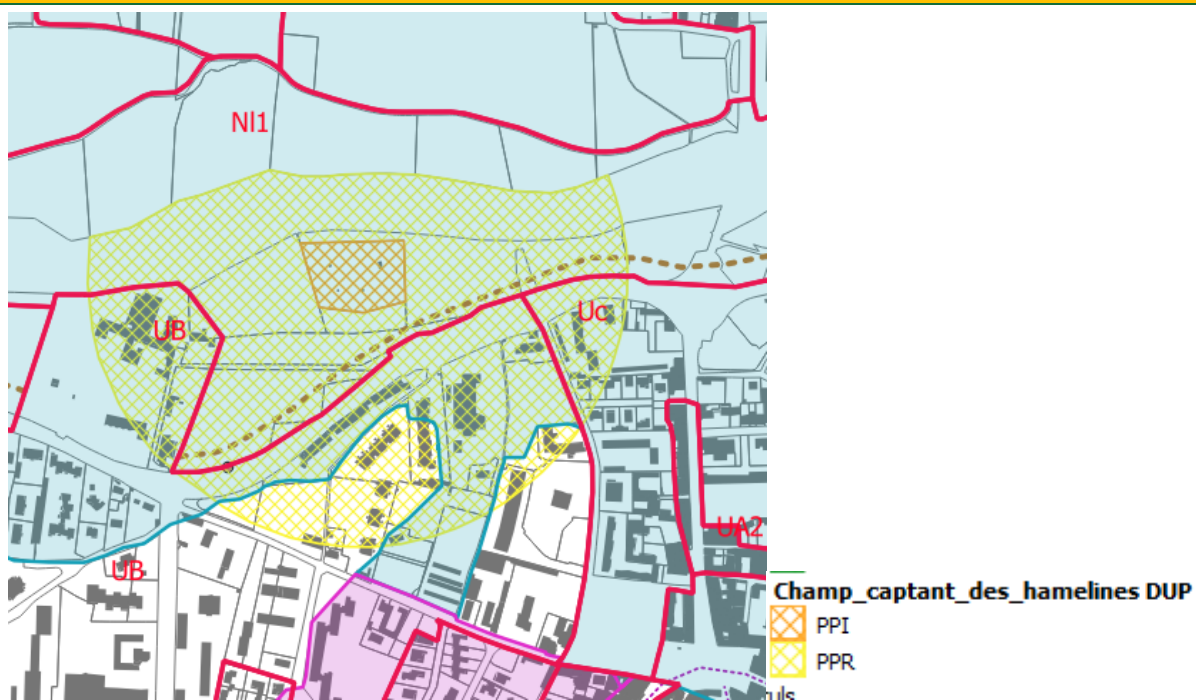 Nl1
UB
Uc
UA2
UB
Champ_captant_des_hamelines DUP
PPI
PPR